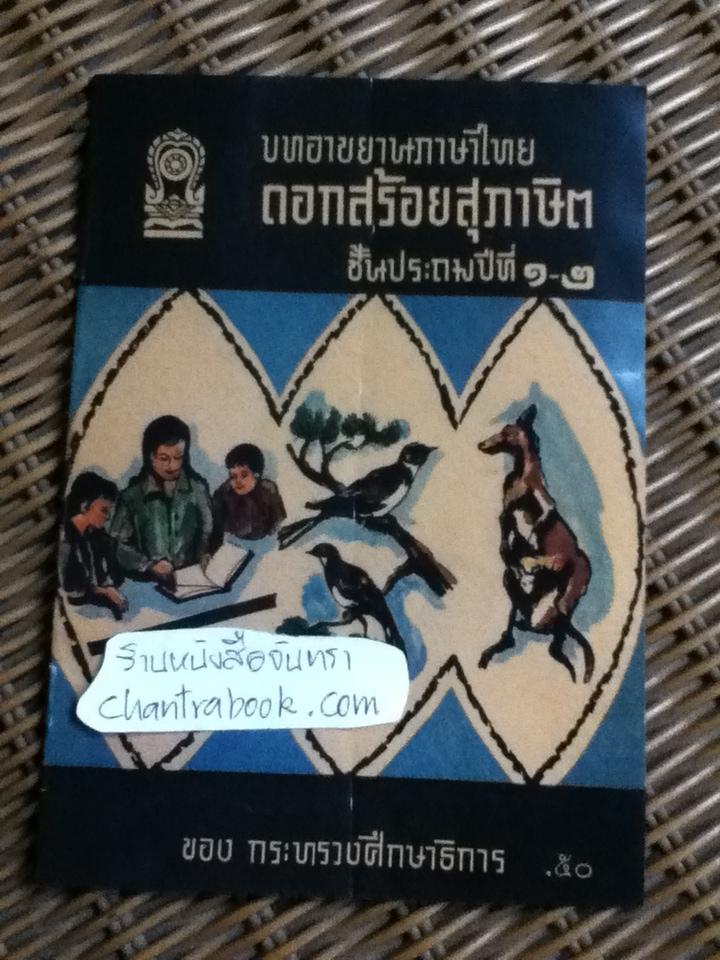 บทอาขยานภาษาไทย
ดอกสร้อยสุภาษิต
ชั้นประถมปีที่ ๑-๒
ร้านหนังสือจันทรา
chantrabook.com
ของ กระทรวงศึกษาธิการ .๕๐